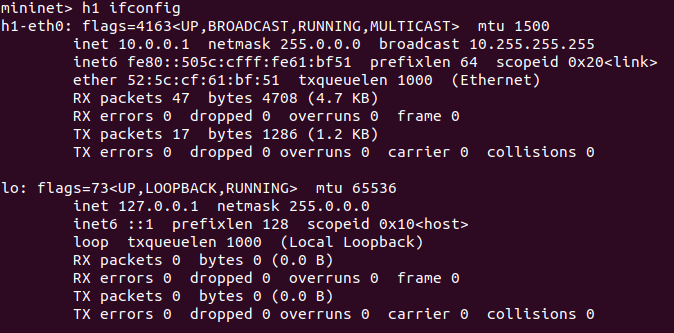 mininet> h1 ifconfig
h1-eth0: flags=4163<UP,BROADCAST,RUNNING,MULTICAST>  mtu 1500
        inet 10.0.0.1  netmask 255.0.0.0  broadcast 10.255.255.255
        inet6 fe80::505c:cfff:fe61:bf51  prefixlen 64  scopeid 0x20<link>
        ether 52:5c:cf:61:bf:51  txqueuelen 1000  (Ethernet)
        RX packets 47  bytes 4708 (4.7 KB)
        RX errors 0  dropped 0  overruns 0  frame 0
        TX packets 17  bytes 1286 (1.2 KB)
        TX errors 0  dropped 0 overruns 0  carrier 0  collisions 0

lo: flags=73<UP,LOOPBACK,RUNNING>  mtu 65536
        inet 127.0.0.1  netmask 255.0.0.0
        inet6 ::1  prefixlen 128  scopeid 0x10<host>
        loop  txqueuelen 1000  (Local Loopback)
        RX packets 0  bytes 0 (0.0 B)
        RX errors 0  dropped 0  overruns 0  frame 0
        TX packets 0  bytes 0 (0.0 B)
        TX errors 0  dropped 0 overruns 0  carrier 0  collisions 0